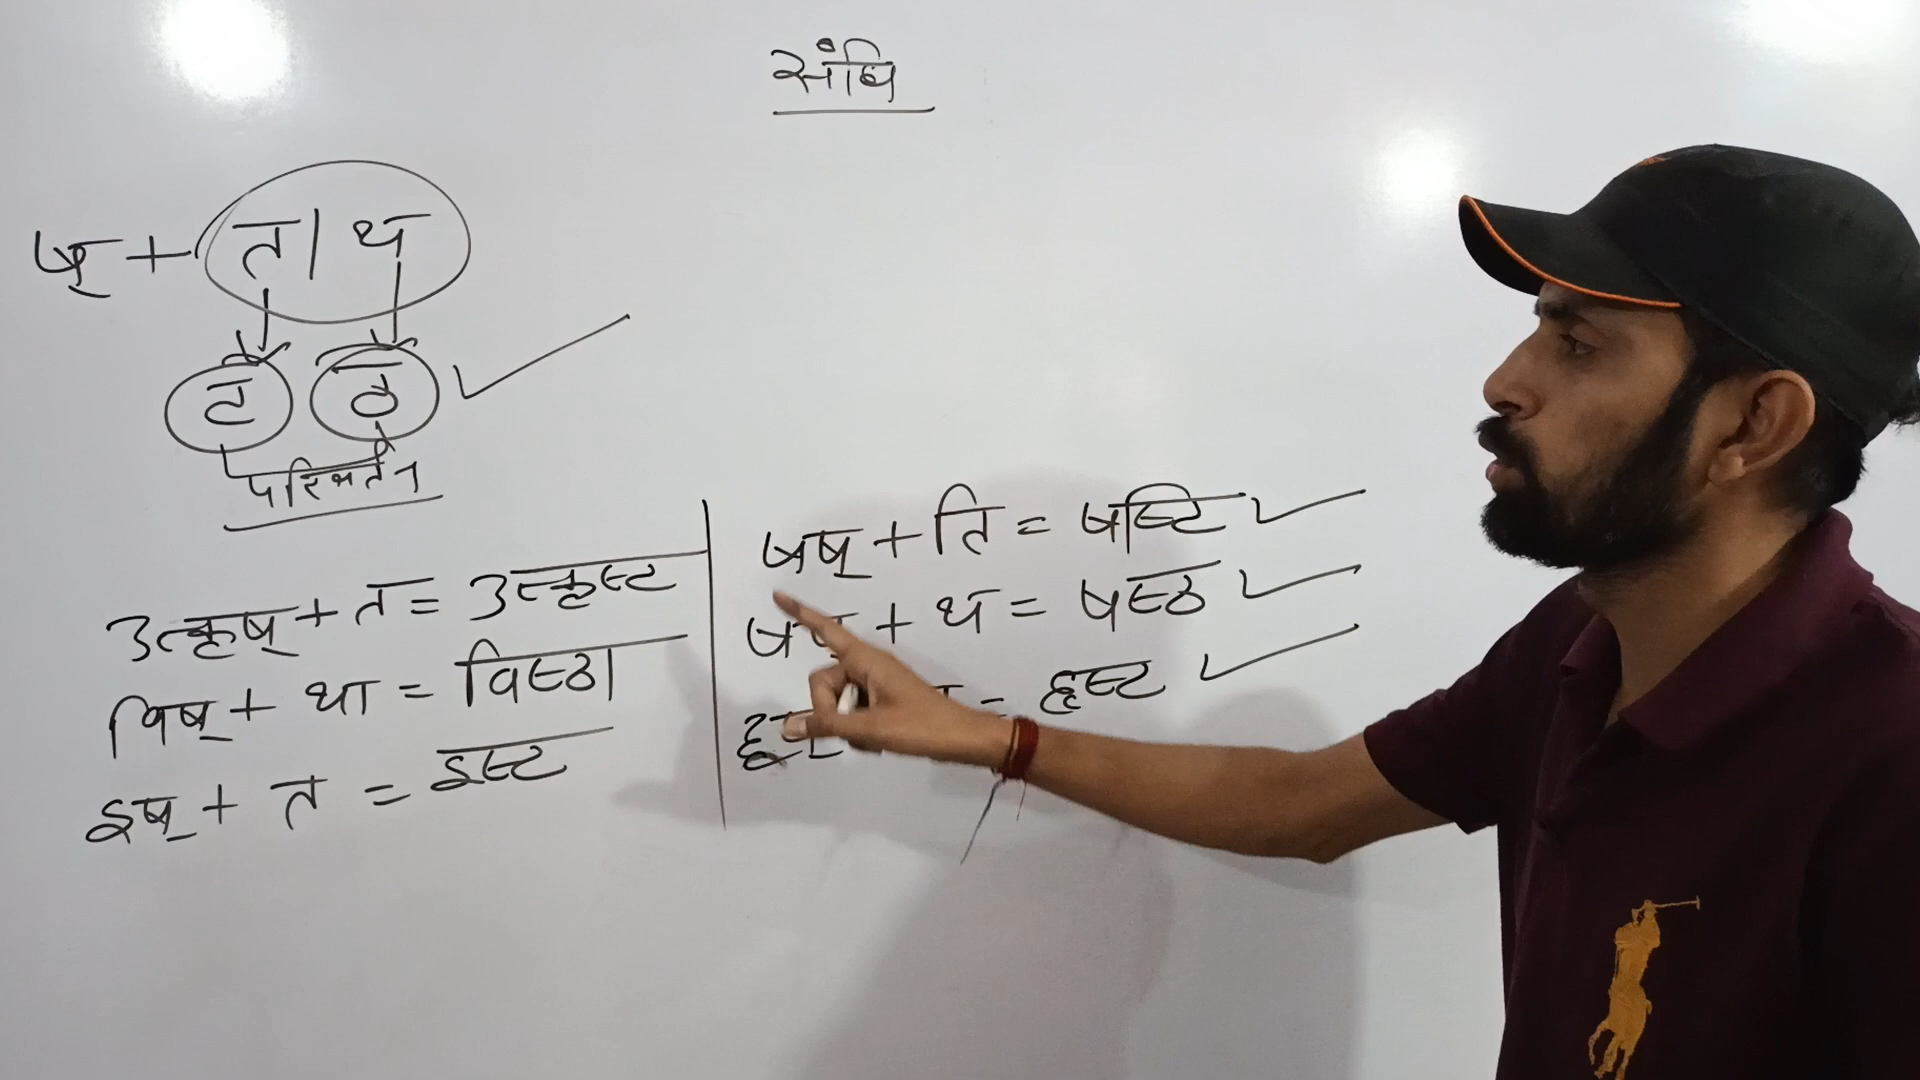 संधि
ष् + त | थ
ट ठ
परिवर्तन
उत्कृष् + त = उत्कृष्ट
विष् + था = विष्ठा
इष् + त = इष्ट
षष् + ति = षष्टि
षष् + थ = षष्ठ
= हृष्ट